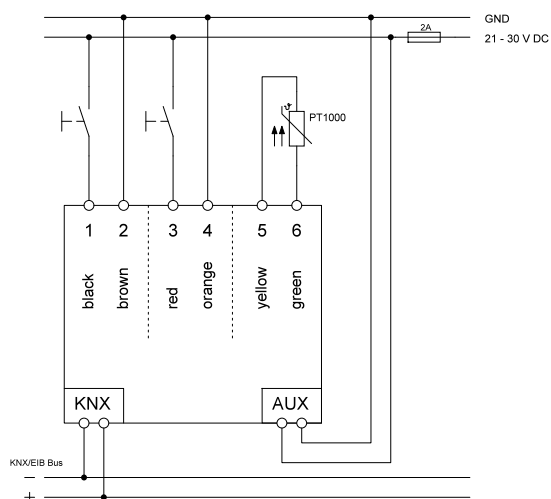 GND
2A
21 - 30 V DC
PT1000
1 2 3 4 5 6
black
brown
red
orange
yellow
green
KNX
AUX
KNX/EIB Bus
−
+